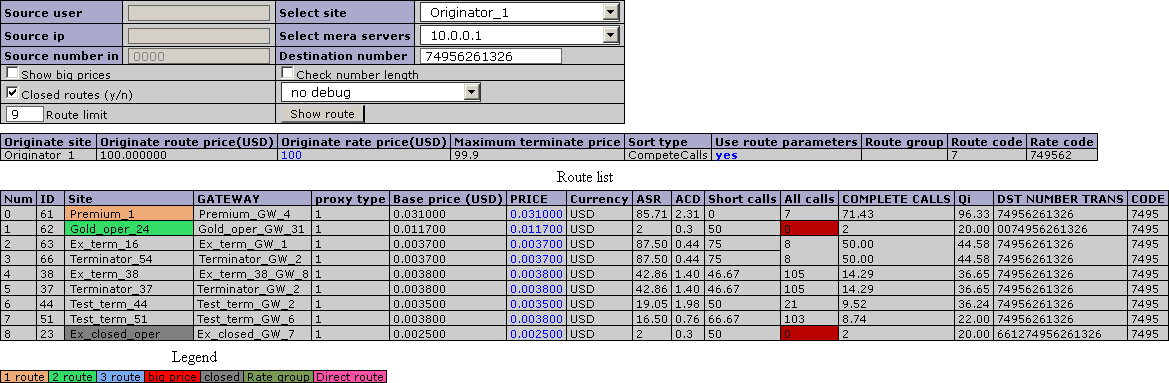 Source user Select site Originator_1
Source ip Select mera servers 10.0.0.1
Source number in 0000 Destination number 74956261326
Show big prices Check number length
Closed routes (y/n) no debug
9 Route limit Show route
Originate site Originate route price(USD) Originate rate price(USD) Maximum terminate price Sort type Use route parameters Route group Route code Rate code
Originator_1 100.000000 100 99.9 CompeteCalls yes 7 749562
Route list
Num ID Site GATEWAY proxy type Base price (USD) PRICE Currency ASR ACD Short calls All calls COMPLETE CALLS Qi DST NUMBER TRANS CODE
0 61 Premium_1 Premium_GW_4 1 0.031000 0.031000 USD 85.71 2.31 0 7 71.43 96.33 74956261326 7495
1 62 Gold_oper_24 Gold_oper_GW_31 1 0.011700 0.011700 USD 2 0.3 50 0 2 20.00 0074956261326 7495
2 63 Ex_term_16 Ex_term_GW_1 1 0.003700 0.003700 USD 87.50 0.44 75 8 50.00 44.58 74956261326 7495
3 66 Terminator_54 Terminator_GW_2 1 0.003700 0.003700 USD 87.50 0.44 75 8 50.00 44.58 74956261326 7495
4 38 Ex_term_38 Ex_term_38_GW_8 1 0.003800 0.003800 USD 42.86 1.40 46.67 105 14.29 36.65 74956261326 7495
5 37 Terminator_37 Terminator_GW_2 1 0.003800 0.003800 USD 42.86 1.40 46.67 105 14.29 36.65 74956261326 7495
6 44 Test_term_44 Test_term_GW_2 1 0.003500 0.003500 USD 19.05 1.98 50 21 9.52 36.24 74956261326 7495
7 51 Test_term_51 Test_term_GW_6 1 0.003800 0.003800 USD 16.50 0.76 66.67 103 8.74 22.00 74956261326 7495
8 23 Ex_closed_oper Ex_closed_GW_7 1 0.002500 0.002500 USD 2 0.3 50 0 2 20.00 661274956261326 7495
Legend
1 route 2 route 3 route big price closed Rate group Direct route